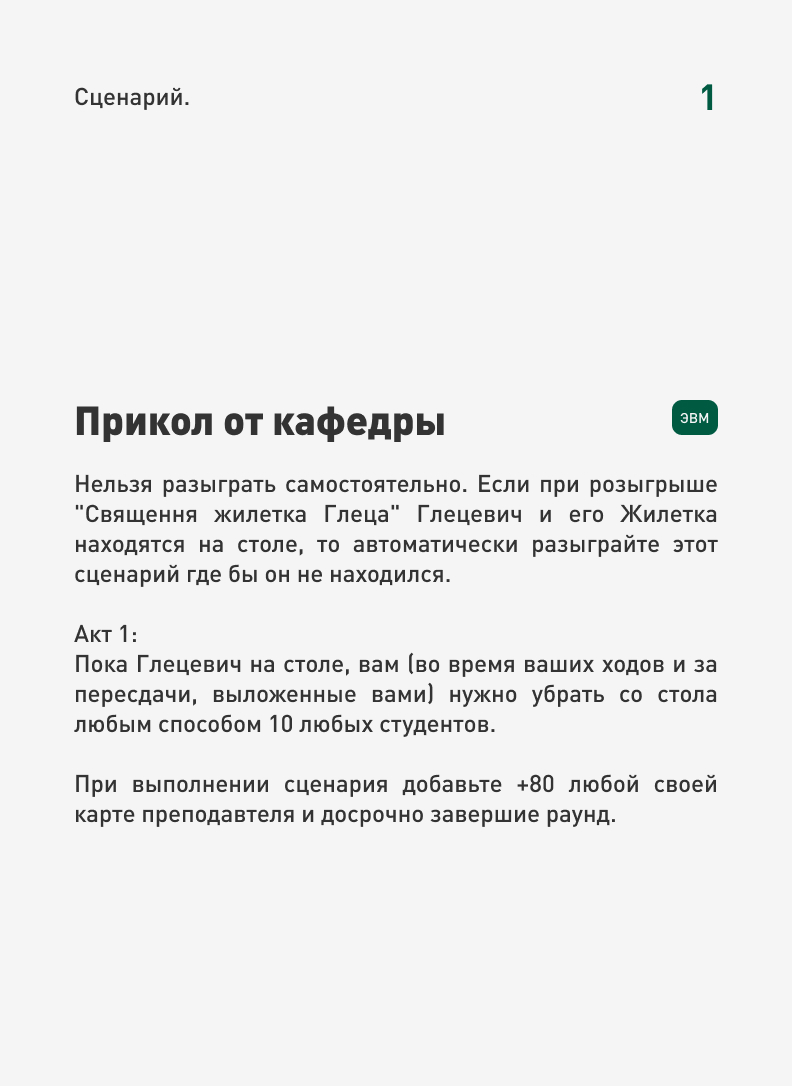 Сценарий.
1
Прикол от кафедры
ЭВМ
Нельзя разыграть самостоятельно. Если при розыгрыше
"Священня жилетка Глеца" Глецевич и его Жилетка
находятся на столе, то автоматически разыграйте этот
сценарий где бы он не находился.
Акт 1:
Пока Глецевич на столе, вам (во время ваших ходов и за
пересдачи, выложенные вами) нужно убрать со стола
любым способом 10 любых студентов.
При выполнении сценария добавьте +80 любой своей
карте преподавтеля и досрочно завершие раунд.